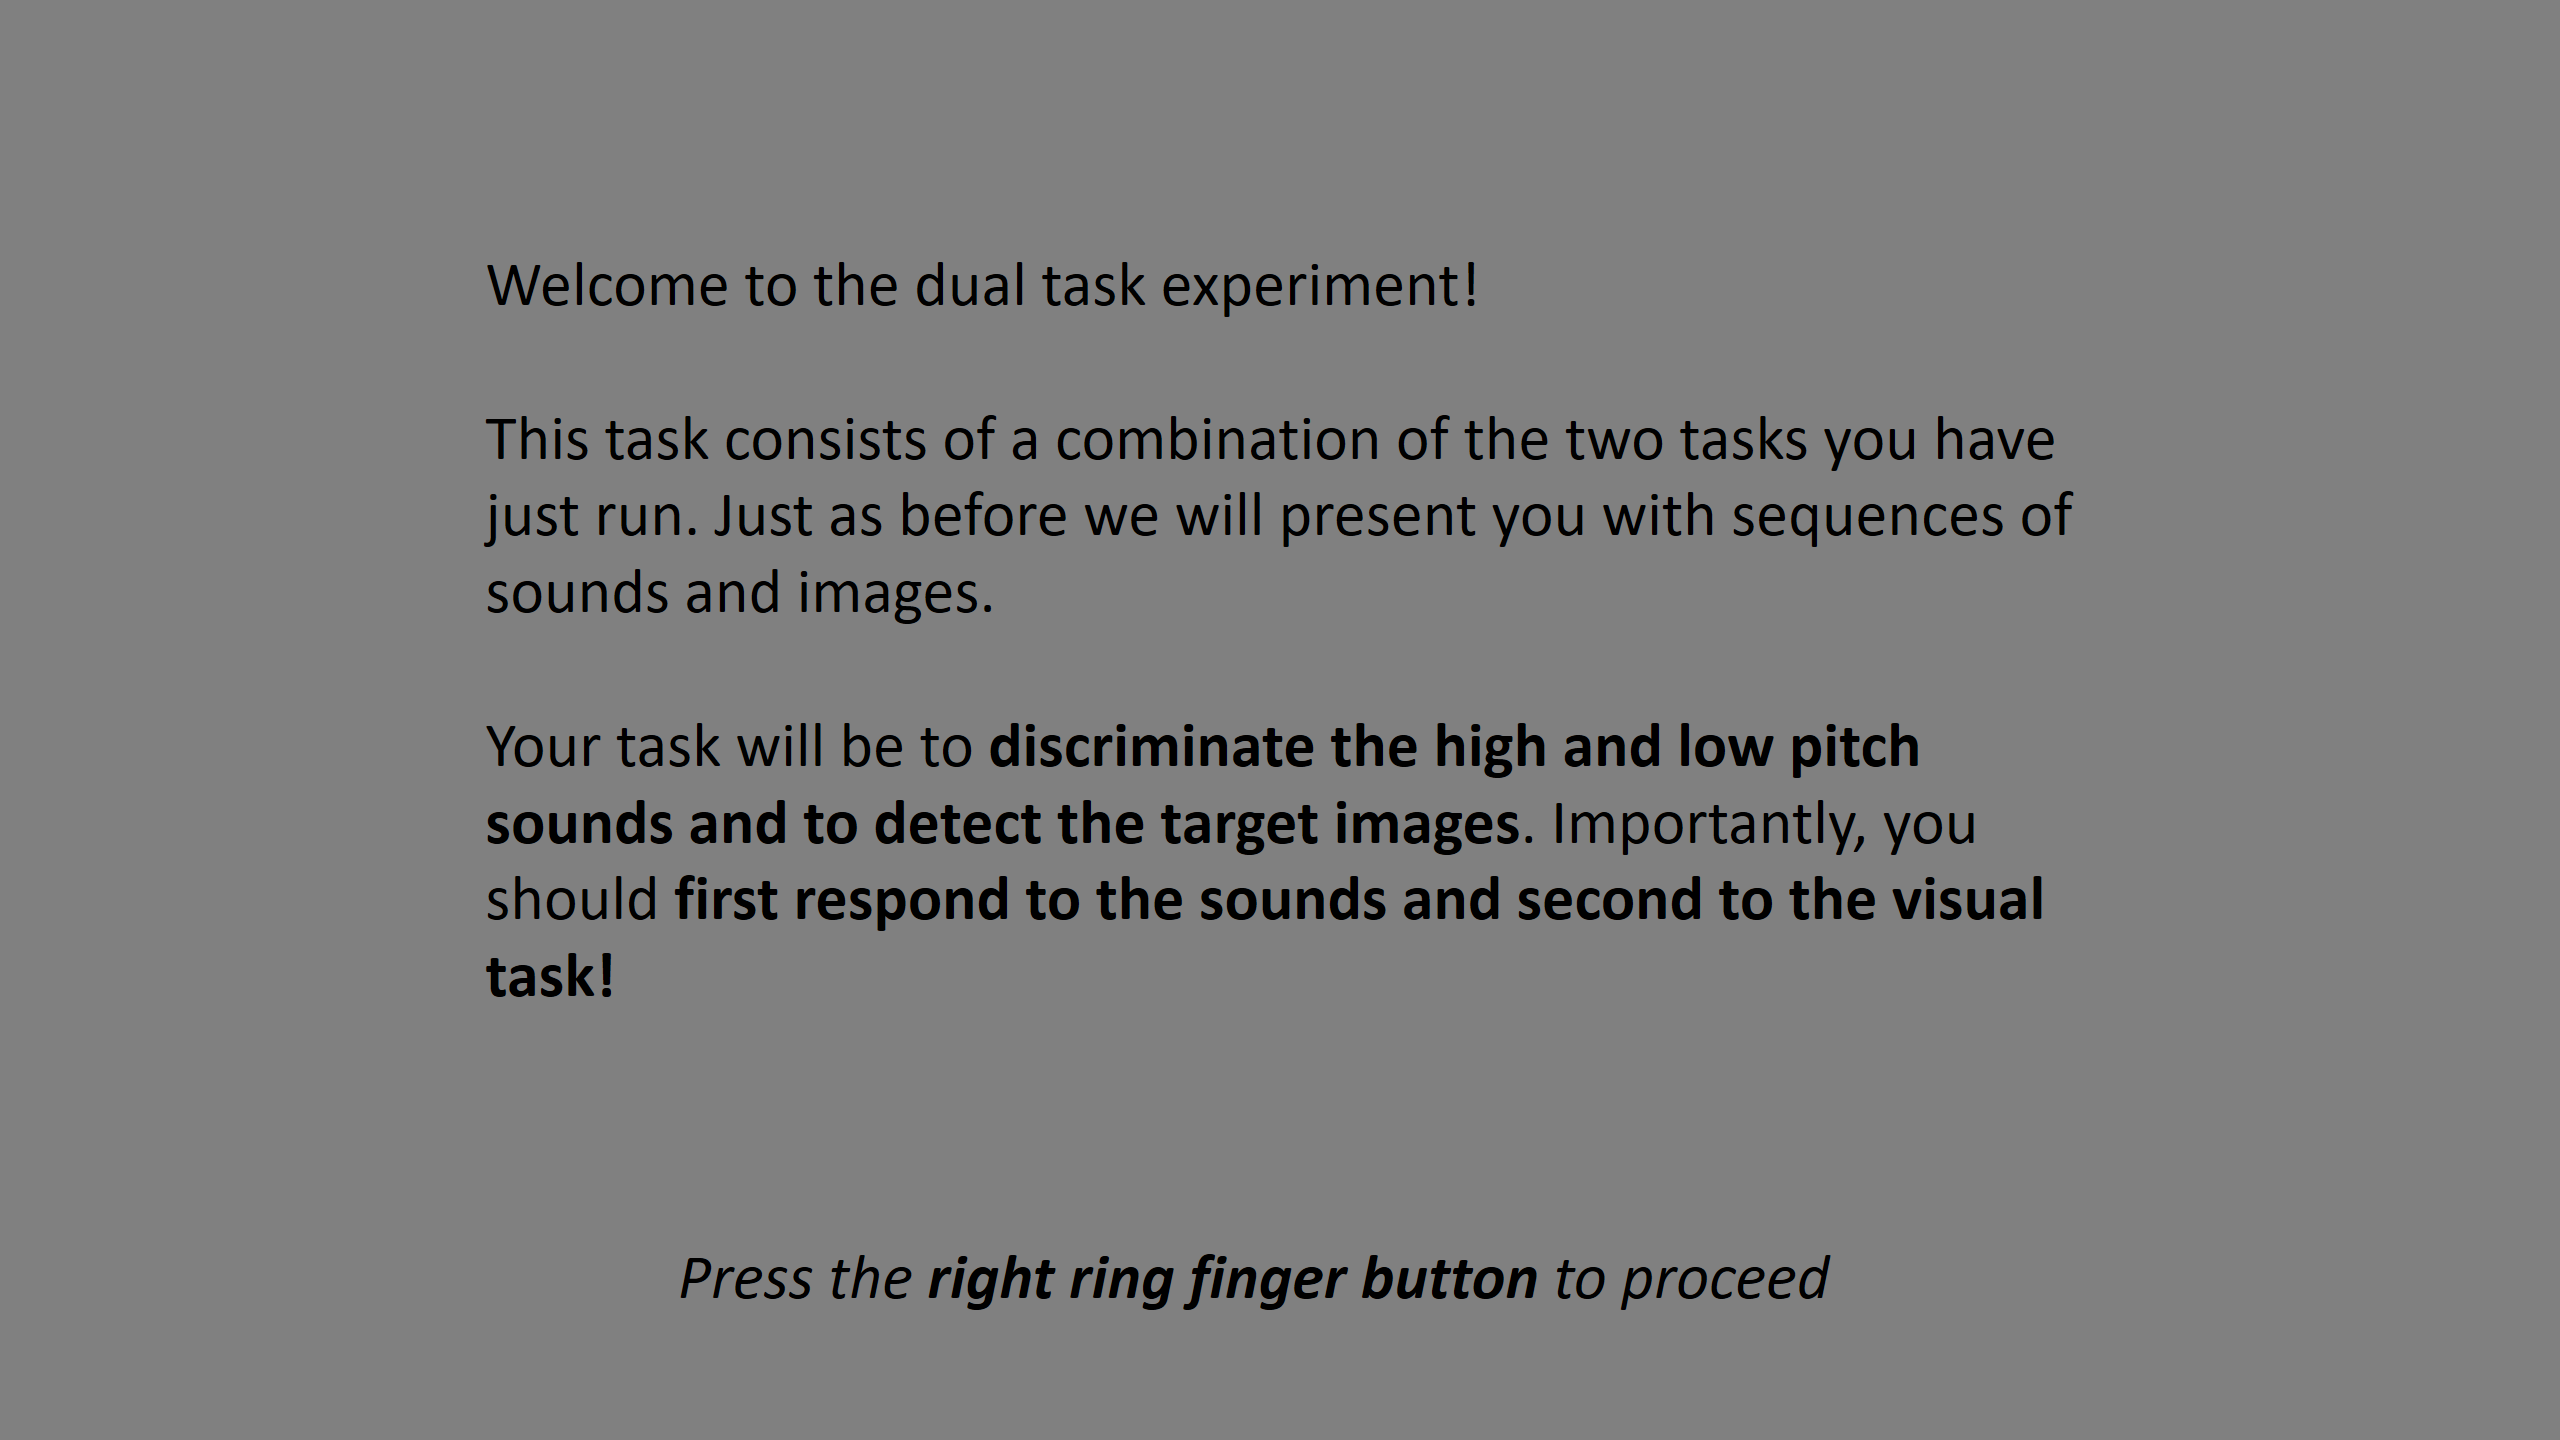 Welcome to the dual task experiment!
This task consists of a combination of the two tasks you have
just run. Just as before we will present you with sequences of
sounds and images.
Your task will be to discriminate the high and low pitch
sounds and to detect the target images. Importantly, you
should first respond to the sounds and second to the visual
task!
Press the right ring finger button to proceed